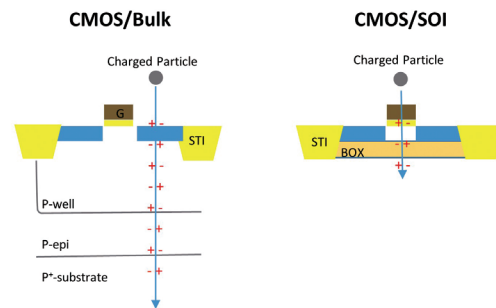 CMOS/Bulk
CMOS/SOI
Charged Particle
Charged Particle
G
+ -
STI
- +
+ -
- +
+ -
P-well
- +
P-epi
+ -
P+-substrate
- +
+ -
STI
- +
BOX
+ -